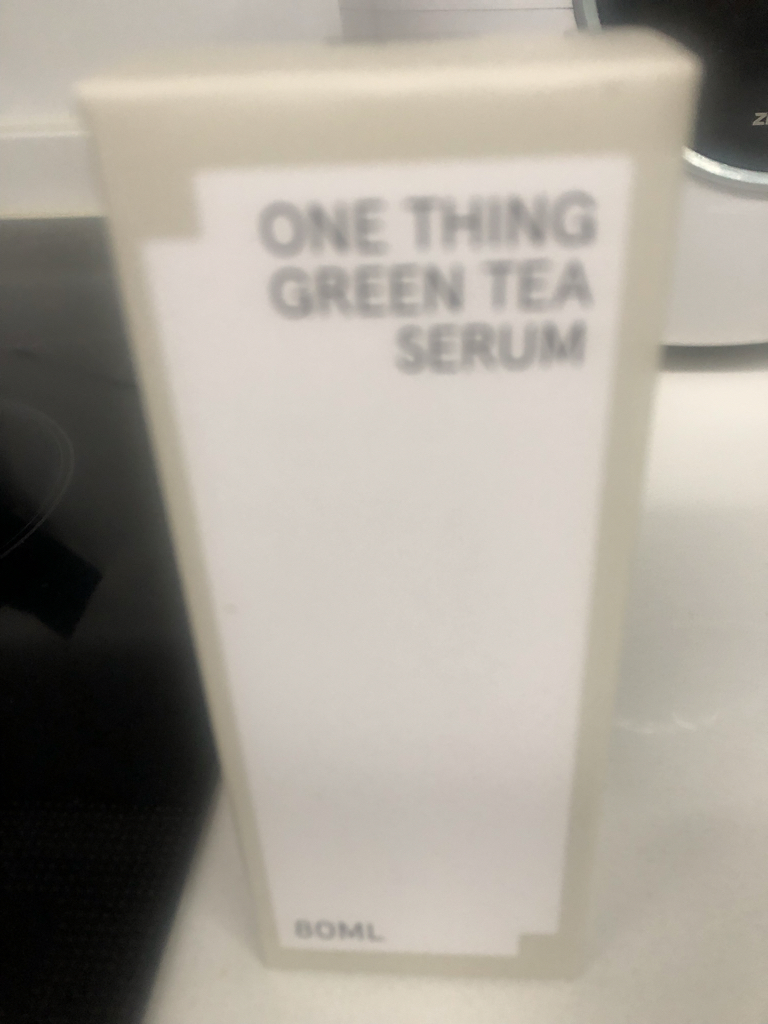 ONE THING
GREEN TEA
SERUM
80ML